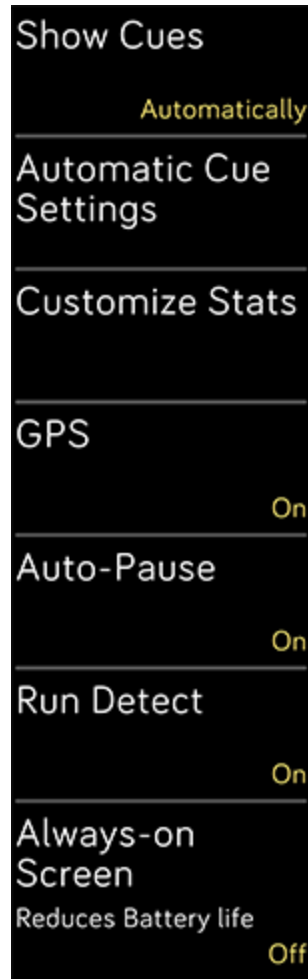 Show Cues
Automatically
Automatic Cue
Settings
Customize Stats
GPS
On
Auto-Pause
On
Run Detect
On
Always-on
Screen
Reduces Battery life
Off